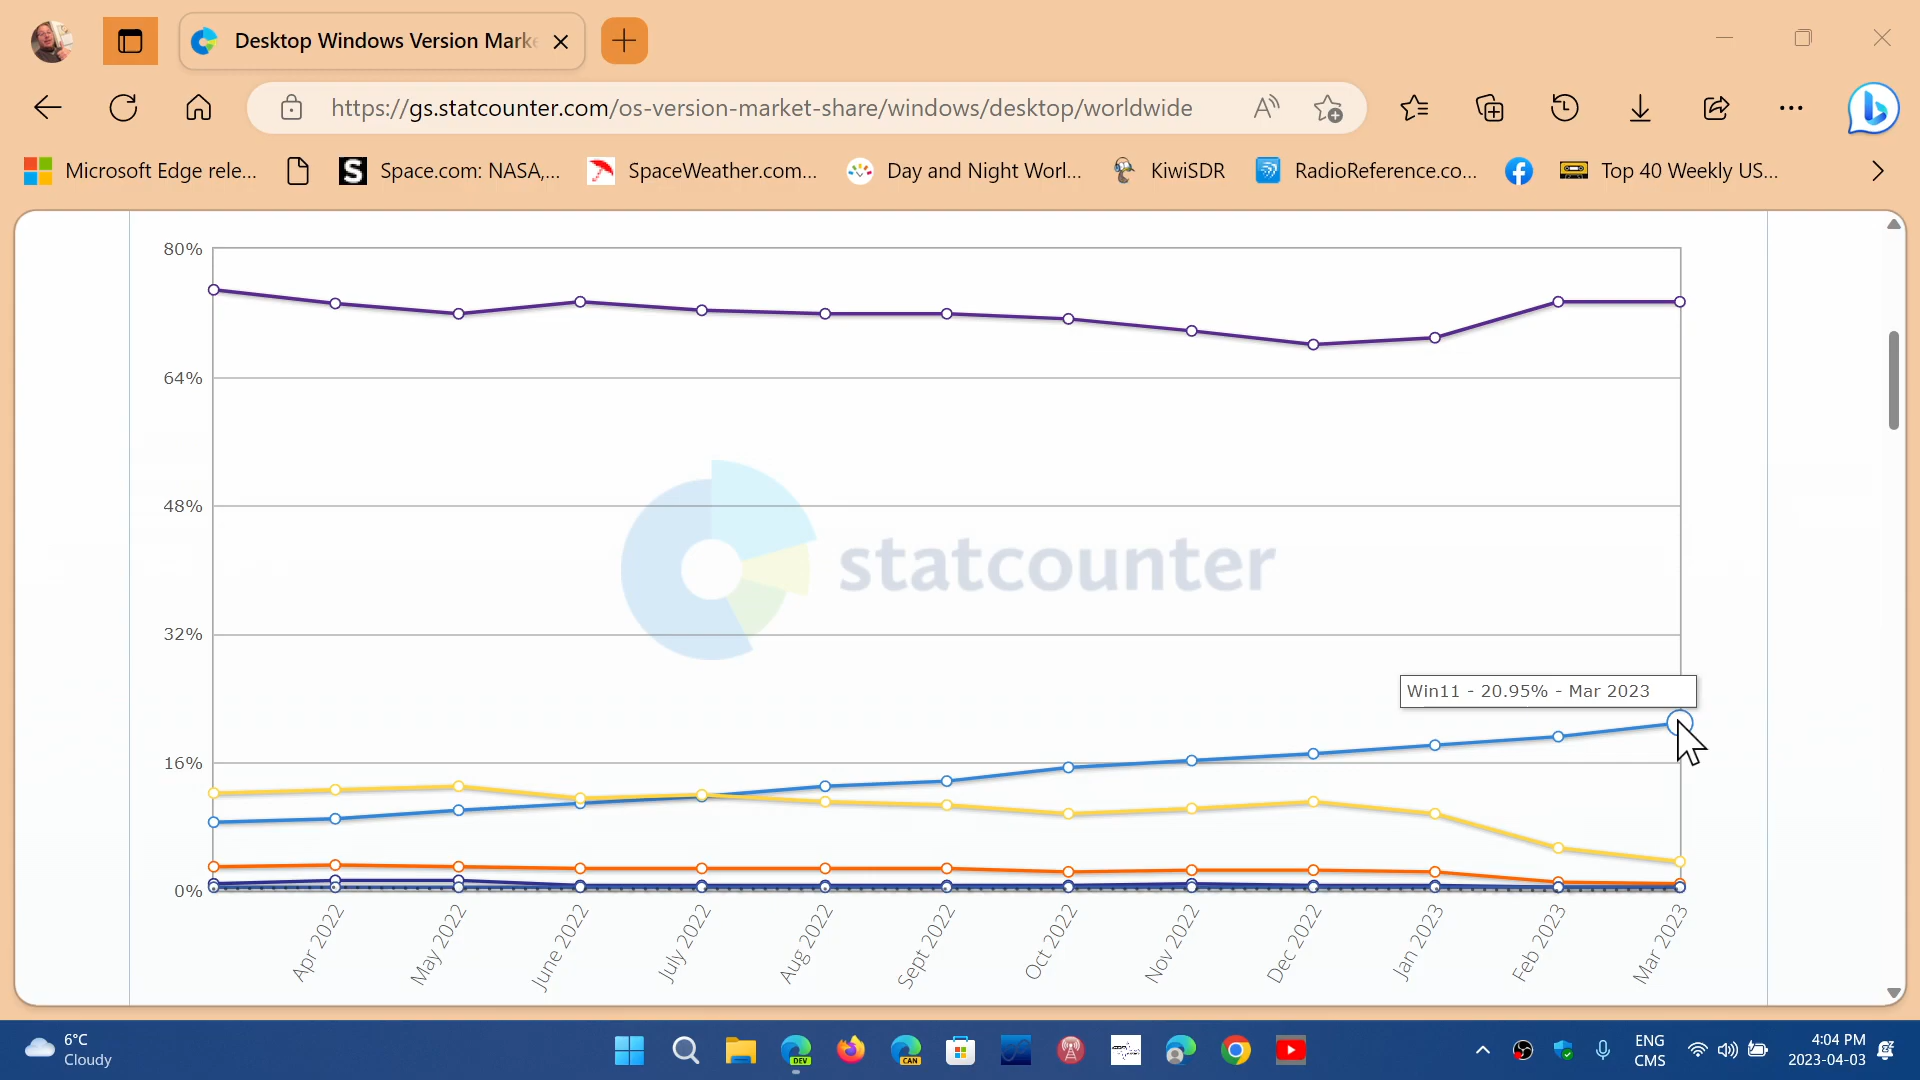 Desktop Windows Version Marke
https://gs.statcounter.com/os-version-market-share/windows/desktop/worldwide
Microsoft Edge rele...
Space.com: NASA,...
SpaceWeather.com...
Day and Night Worl...
KiwiSDR
RadioReference.co...
Top 40 Weekly US...
80%
64%
48%
statcounter
32%
Win11 - 20.95% - Mar 2023
16%
0%
Apr 2022
May 2022
June 2022
July 2022
Aug 2022
Sept 2022
Oct 2022
Nov 2022
Dec 2022
Jan 2023
Feb 2023
Mar 2023
6°C
Cloudy
DEV
CAN
ENG
CMS
4:04 PM
2023-04-03